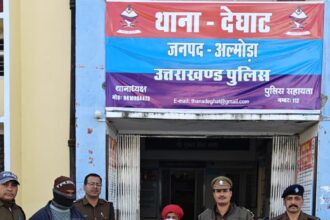 थाना - देघाट
जनपद - अल्मोड़ा
उत्तराखण्ड पुलिस
थानाध्यक्ष
पुलिस सहायता
नम्बर: 112
E-mail: thanadeghat@gmail.com